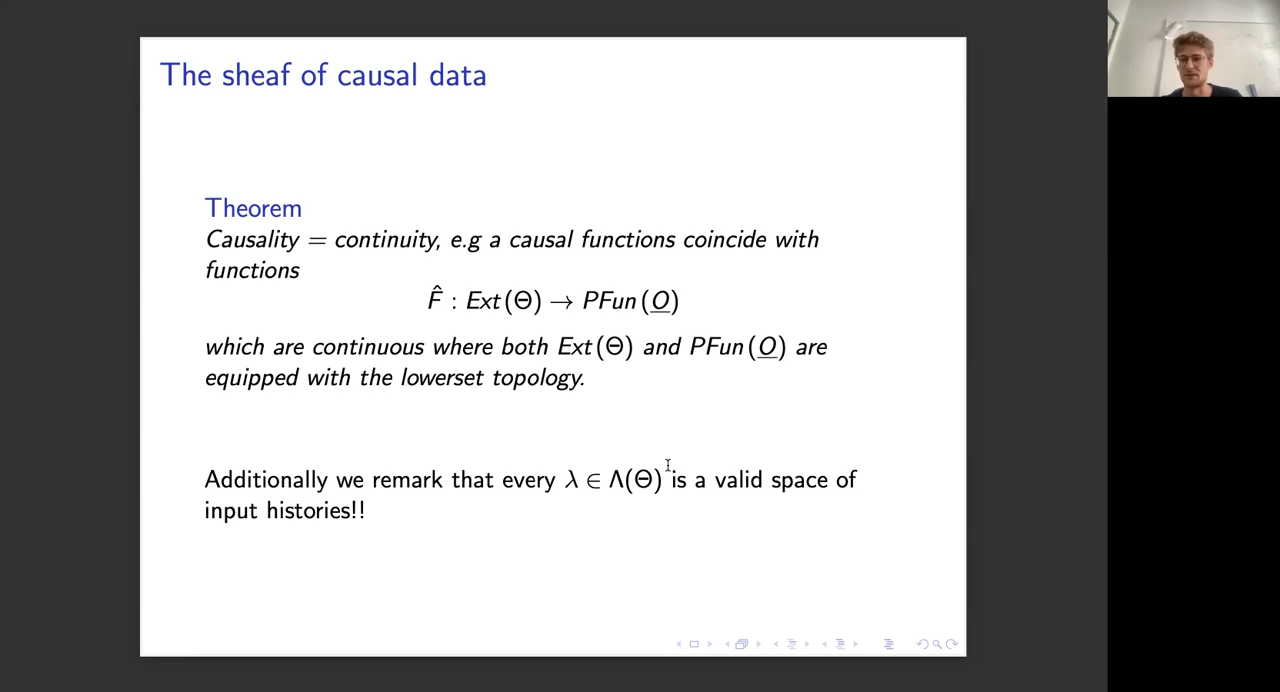 The sheaf of causal data
Theorem
Causality = continuity, e.g a causal functions coincide with
functions
F̂ : Ext(Θ) → PFun(O̲)
which are continuous where both Ext(Θ) and PFun(O̲) are
equipped with the lowerset topology.
Additionally we remark that every λ ∈ Λ(Θ) is a valid space of
input histories!!